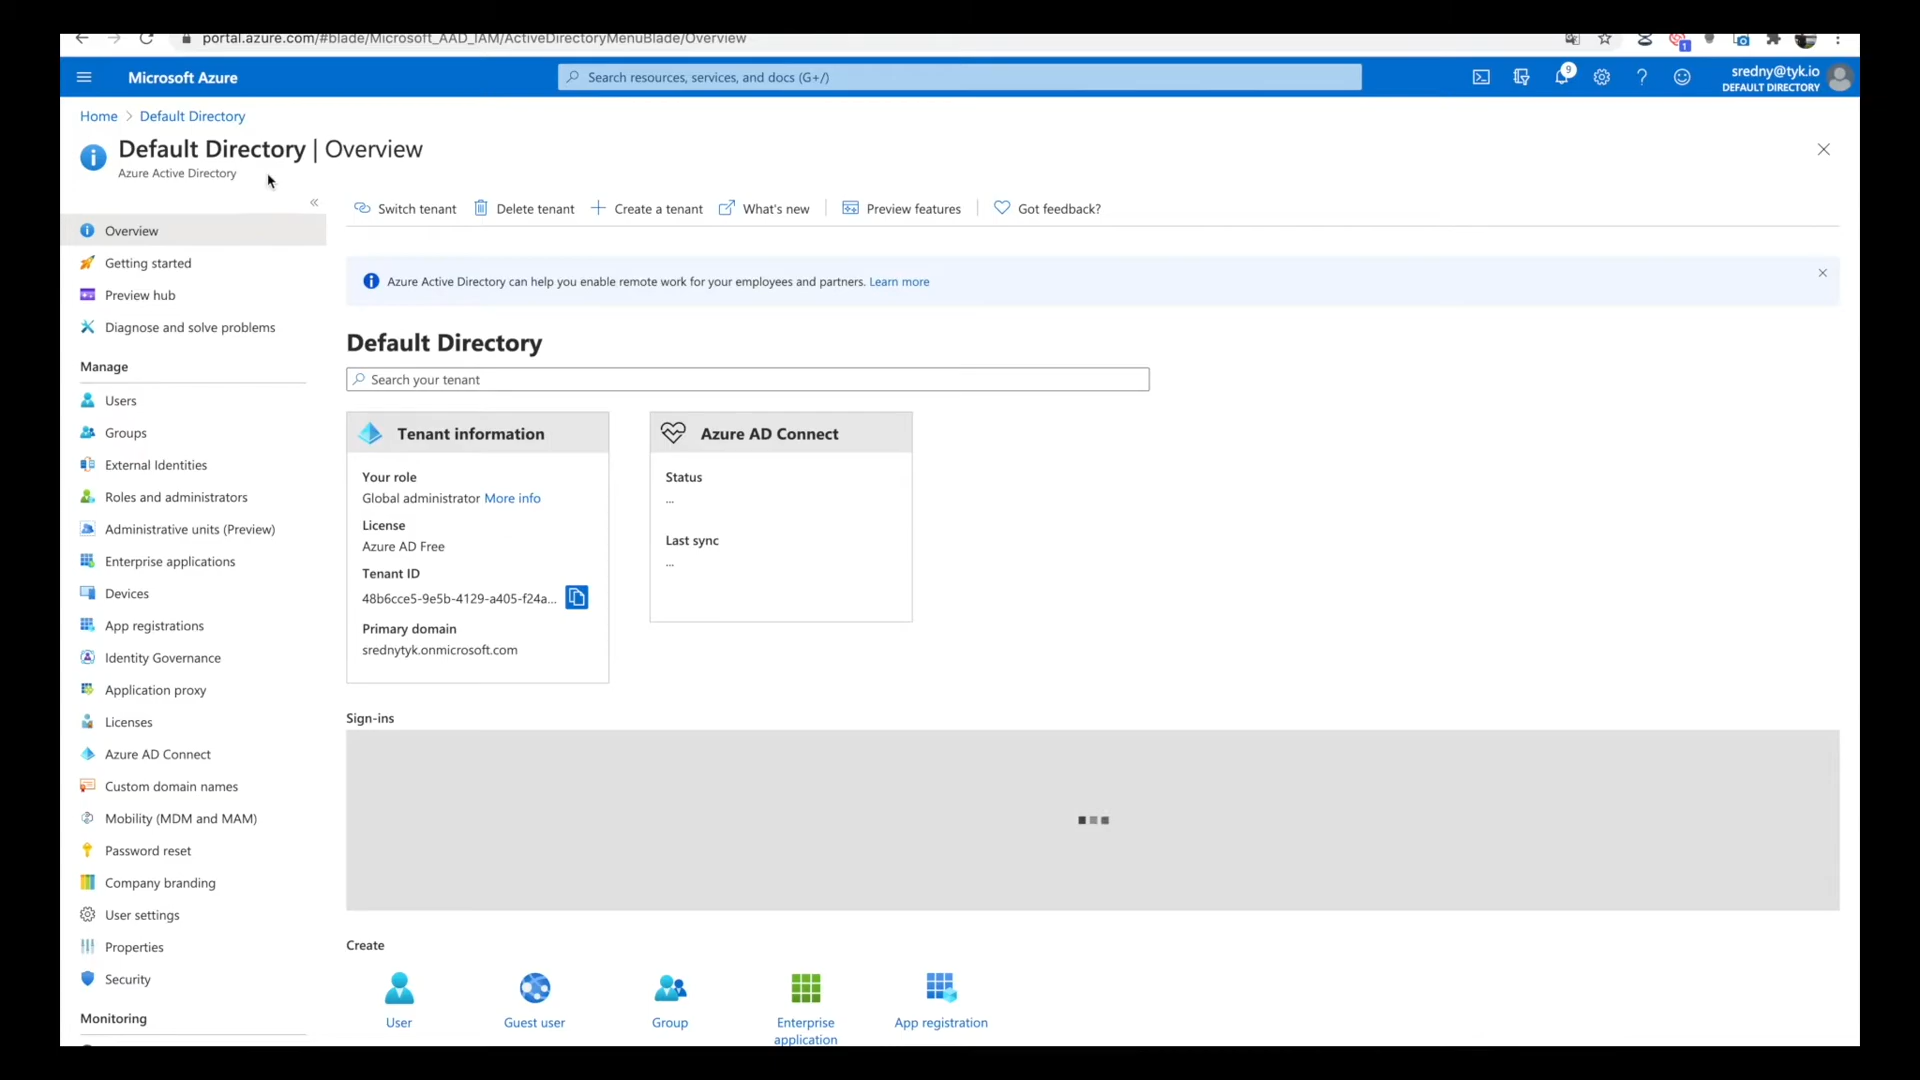 portal.azure.com/#blade/Microsoft_AAD_IAM/ActiveDirectoryMenuBlade/Overview
1
Microsoft Azure
Search resources, services, and docs (G+/)
9
sredny@tyk.io
DEFAULT DIRECTORY
Home > Default Directory
Default Directory | Overview
Azure Active Directory
«
Switch tenant
Delete tenant
Create a tenant
What's new
Preview features
Got feedback?
Overview
Getting started
Preview hub
Diagnose and solve problems
Manage
Users
Groups
External Identities
Roles and administrators
Administrative units (Preview)
Enterprise applications
Devices
App registrations
Identity Governance
Application proxy
Licenses
Azure AD Connect
Custom domain names
Mobility (MDM and MAM)
Password reset
Company branding
User settings
Properties
Security
Monitoring
Azure Active Directory can help you enable remote work for your employees and partners. Learn more
Default Directory
Search your tenant
Tenant information
Your role
Global administrator More info
License
Azure AD Free
Tenant ID
48b6cce5-9e5b-4129-a405-f24a...
Primary domain
srednytyk.onmicrosoft.com
Azure AD Connect
Status
...
Last sync
...
Sign-ins
Create
User
Guest user
Group
Enterprise
application
App registration